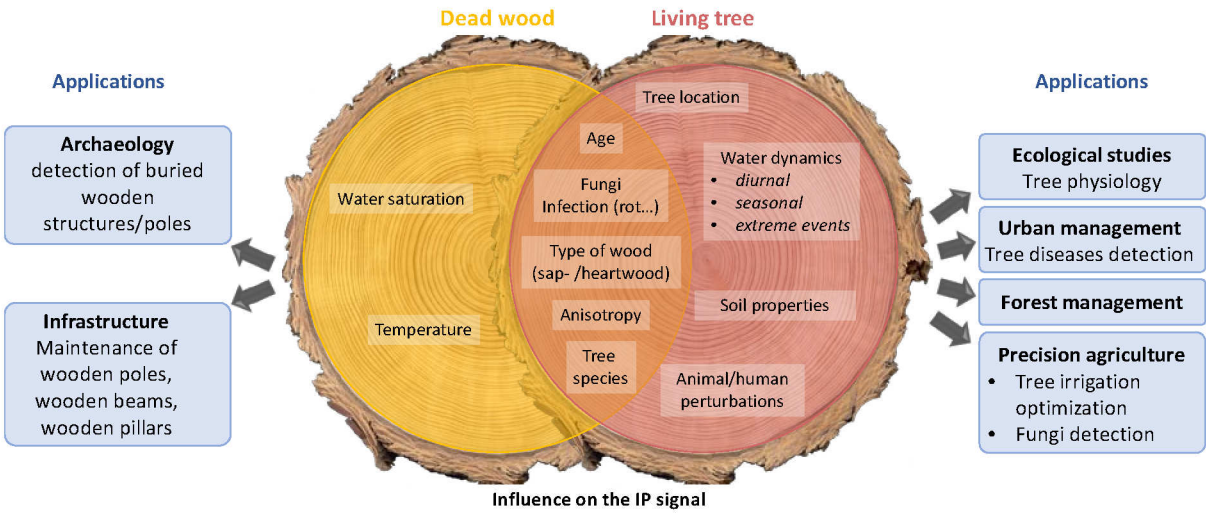 Dead wood
Living tree
Applications
Archaeology
detection of buried
wooden
structures/poles
Infrastructure
Maintenance of
wooden poles,
wooden beams,
wooden pillars
Water saturation
Temperature
Age
Fungi
Infection (rot...)
Type of wood
(sap- /heartwood)
Anisotropy
Tree
species
Tree location
Water dynamics
• diurnal
• seasonal
• extreme events
Soil properties
Animal/human
perturbations
Applications
Ecological studies
Tree physiology
Urban management
Tree diseases detection
Forest management
Precision agriculture
• Tree irrigation
optimization
• Fungi detection
Influence on the IP signal